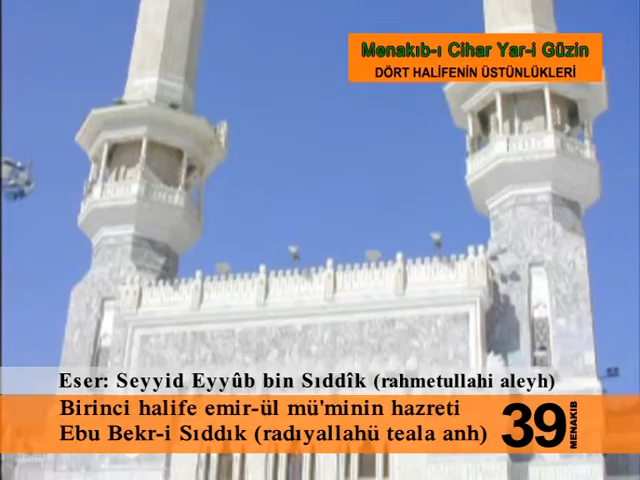 Menakıb-ı Cihar Yar-i Güzin
DÖRT HALİFENİN ÜSTÜNLÜKLERİ
Eser: Seyyid Eyyûb bin Sıddîk (rahmetullahi aleyh)
Birinci halife emir-ül mü'minin hazreti
Ebu Bekr-i Sıddık (radıyallahü teala anh)
39
MENAKIB